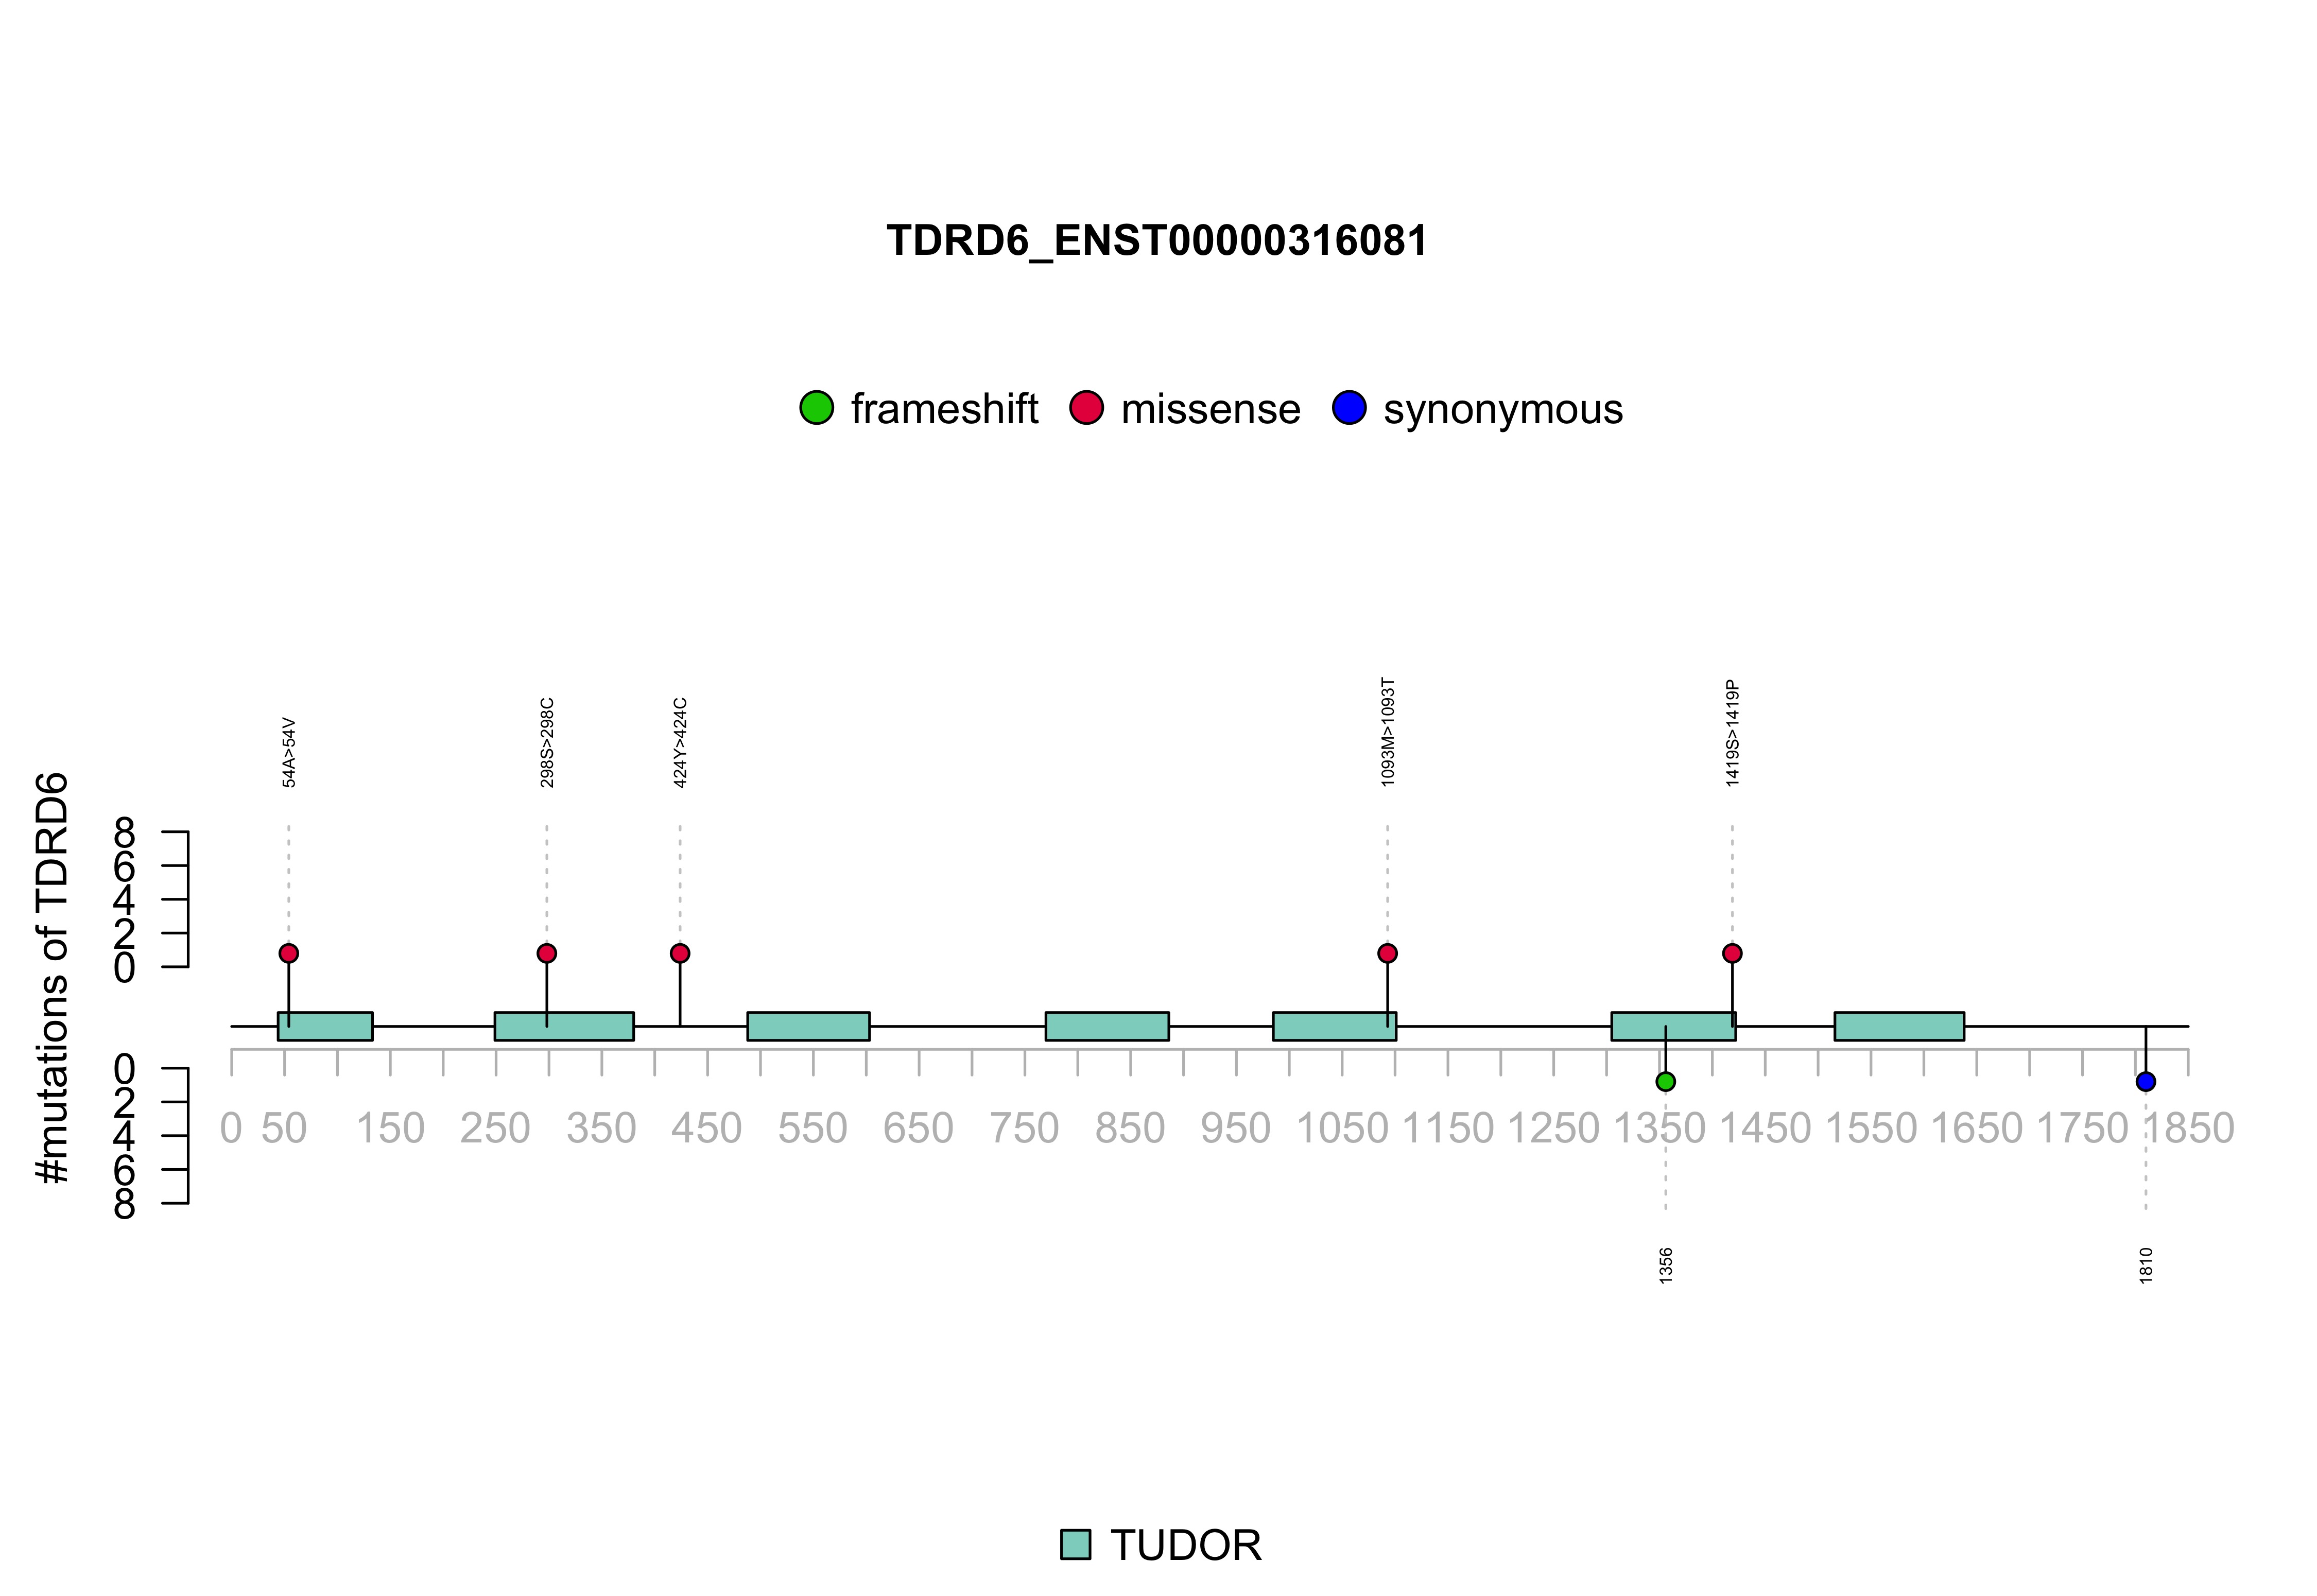 TDRD6_ENST00000316081
frameshift missense synonymous
54A>54V
298S>298C
424Y>424C
1093M>1093T
1419S>1419P
#mutations of TDRD6
8
6
4
2
0
0
2
4
6
8
0 50 150 250 350 450 550 650 750 850 950 1050 1150 1250 1350 1450 1550 1650 1750 1850
1356
1810
TUDOR